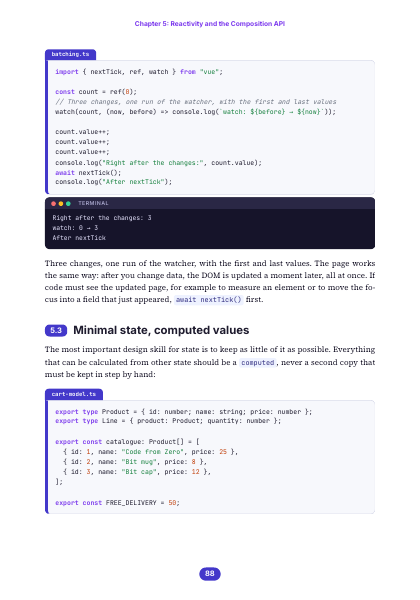 Chapter 5: Reactivity and the Composition API
batching.ts
import { nextTick, ref, watch } from "vue";
const count = ref(0);
// Three changes, one run of the watcher, with the first and last values
watch(count, (now, before) => console.log(`watch: ${before} → ${now}`));
count.value++;
count.value++;
count.value++;
console.log("Right after the changes:", count.value);
await nextTick();
console.log("After nextTick");
TERMINAL
Right after the changes: 3
watch: 0 → 3
After nextTick
Three changes, one run of the watcher, with the first and last values. The page works
the same way: after you change data, the DOM is updated a moment later, all at once. If
code must see the updated page, for example to measure an element or to move the fo-
cus into a field that just appeared, await nextTick() first.
5.3 Minimal state, computed values
The most important design skill for state is to keep as little of it as possible. Everything
that can be calculated from other state should be a computed, never a second copy that
must be kept in step by hand:
cart-model.ts
export type Product = { id: number; name: string; price: number };
export type Line = { product: Product; quantity: number };
export const catalogue: Product[] = [
{ id: 1, name: "Code from Zero", price: 25 },
{ id: 2, name: "Bit mug", price: 8 },
{ id: 3, name: "Bit cap", price: 12 },
];
export const FREE_DELIVERY = 50;
88